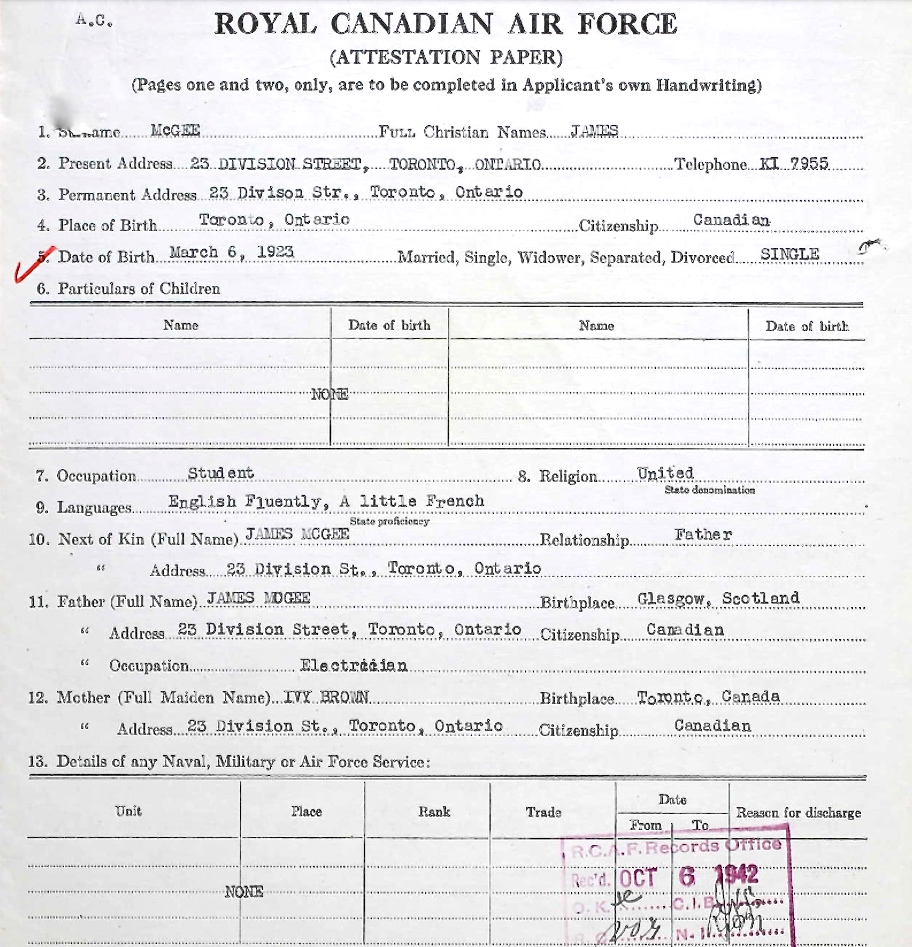 A.C.
ROYAL CANADIAN AIR FORCE
(ATTESTATION PAPER)
(Pages one and two, only, are to be completed in Applicant's own Handwriting)
1. Surname McGEE FULL Christian Names JAMES
2. Present Address 23 DIVISION STREET, TORONTO, ONTARIO Telephone KI 7955
3. Permanent Address 23 Divison Str., Toronto, Ontario
4. Place of Birth Toronto, Ontario Citizenship Canadian
5. Date of Birth March 6, 1923 Married, Single, Widower, Separated, Divorced SINGLE
6. Particulars of Children
Name Date of birth Name Date of birth
NONE
7. Occupation Student 8. Religion United
State denomination
9. Languages English Fluently, A little French
State proficiency
10. Next of Kin (Full Name) JAMES MCGEE Relationship Father
" Address 23 Division St., Toronto, Ontario
11. Father (Full Name) JAMES MDGEE Birthplace Glasgow, Scotland
" Address 23 Division Street, Toronto, Ontario Citizenship Canadian
" Occupation Electrician
12. Mother (Full Maiden Name) IVY BROWN Birthplace Toronto, Canada
" Address 23 Division St., Toronto, Ontario Citizenship Canadian
13. Details of any Naval, Military or Air Force Service:
Unit Place Rank Trade Date Reason for discharge
From To
R.C.A.F. Records Office
Rec'd. OCT 6 1942
NONE
O.K. C.I.B.